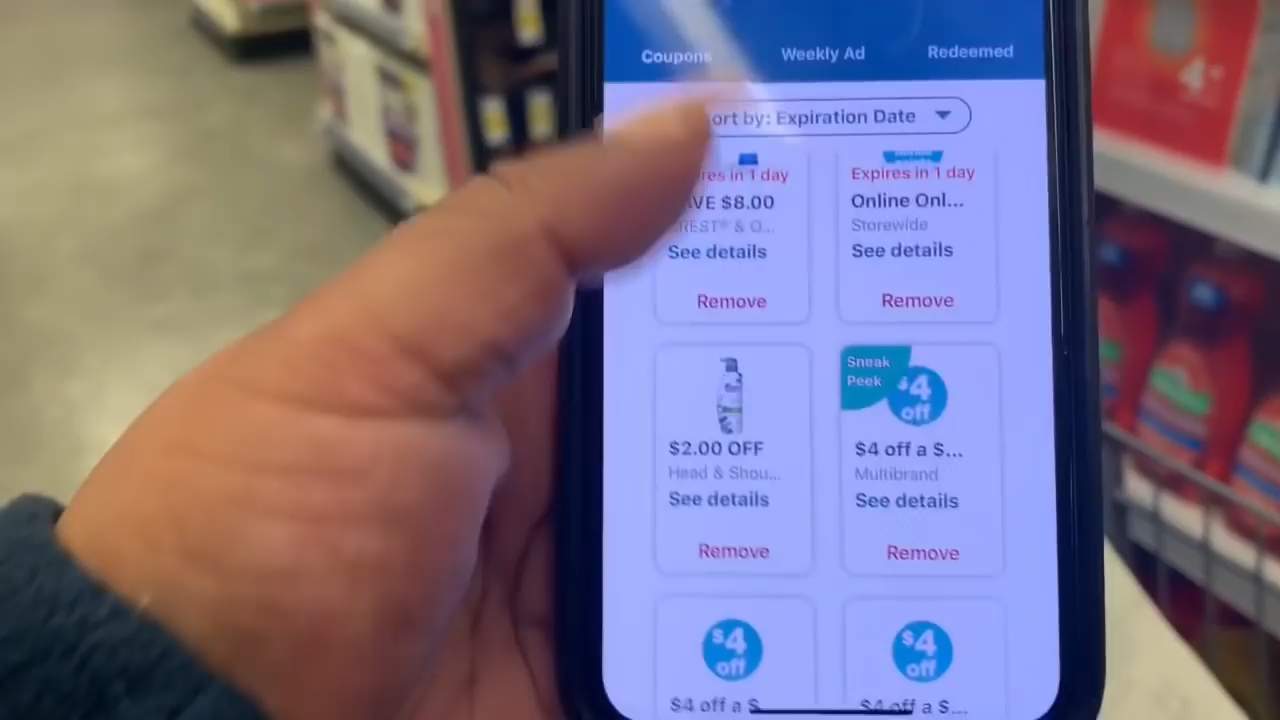 Coupons
Weekly Ad
Redeemed
ort by: Expiration Date
res in 1 day
VE $8.00
REST® & O...
See details
Remove
Expires in 1 day
Online Onl...
Storewide
See details
Remove
$2.00 OFF
Head & Shou...
See details
Remove
Sneak
Peek
$4
off
$4 off a $...
Multibrand
See details
Remove
$4
off
$4 off a $
$4
off
$4 off a $...
4